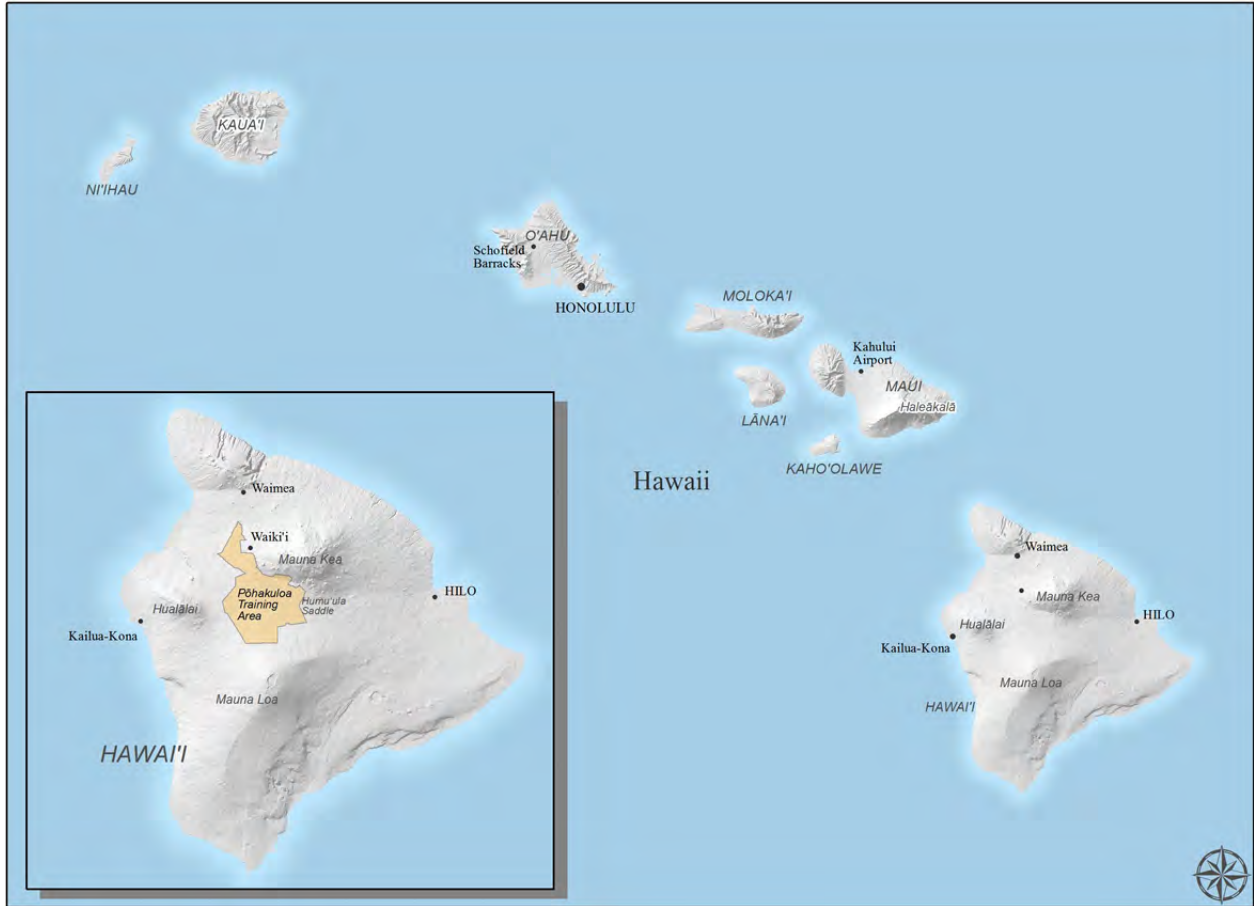 KAUA'I
NI'IHAU
O'AHU
Schofield
Barracks
HONOLULU
MOLOKA'I
Kahului
Airport
MAUI
Haleākalā
LĀNA'I
KAHO'OLAWE
Hawaii
Waimea
Mauna Kea
HILO
Hualālai
Kailua-Kona
Mauna Loa
HAWAI'I
Waimea
Waiki'i
Mauna Kea
Pōhakuloa
Training
Area
Humu'ula
Saddle
HILO
Hualālai
Kailua-Kona
Mauna Loa
HAWAI'I